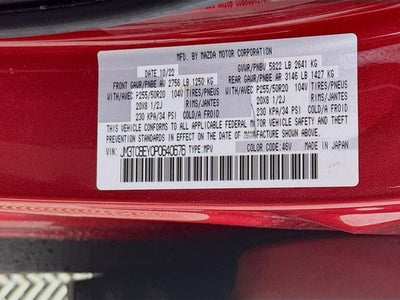 MFD. BY MAZDA MOTOR CORPORATION
DATE 10/22 GVWR/PNBV 5822 LB 2641 KG
FRONT GAWR/PNBE AV 2756 LB 1250 KG REAR GAWR/PNBE AR 3146 LB 1427 KG
WITH/AVEC P255/50R20 104V TIRES/PNEUS WITH/AVEC P255/50R20 104V TIRES/PNEUS
20X8 1/2J RIMS/JANTES 20X8 1/2J RIMS/JANTES
230 KPA/34 PSI COLD/A FROID 230 KPA/34 PSI COLD/A FROID
THIS VEHICLE CONFORMS TO ALL APPLICABLE FEDERAL MOTOR VEHICLE SAFETY AND THEFT
PREVENTION STANDARDS IN EFFECT ON THE DATE OF MANUFACTURE SHOWN ABOVE.
VIN: JM3TCBEY0P0640676 TYPE:MPV COLOR CODE:46V MADE IN JAPAN